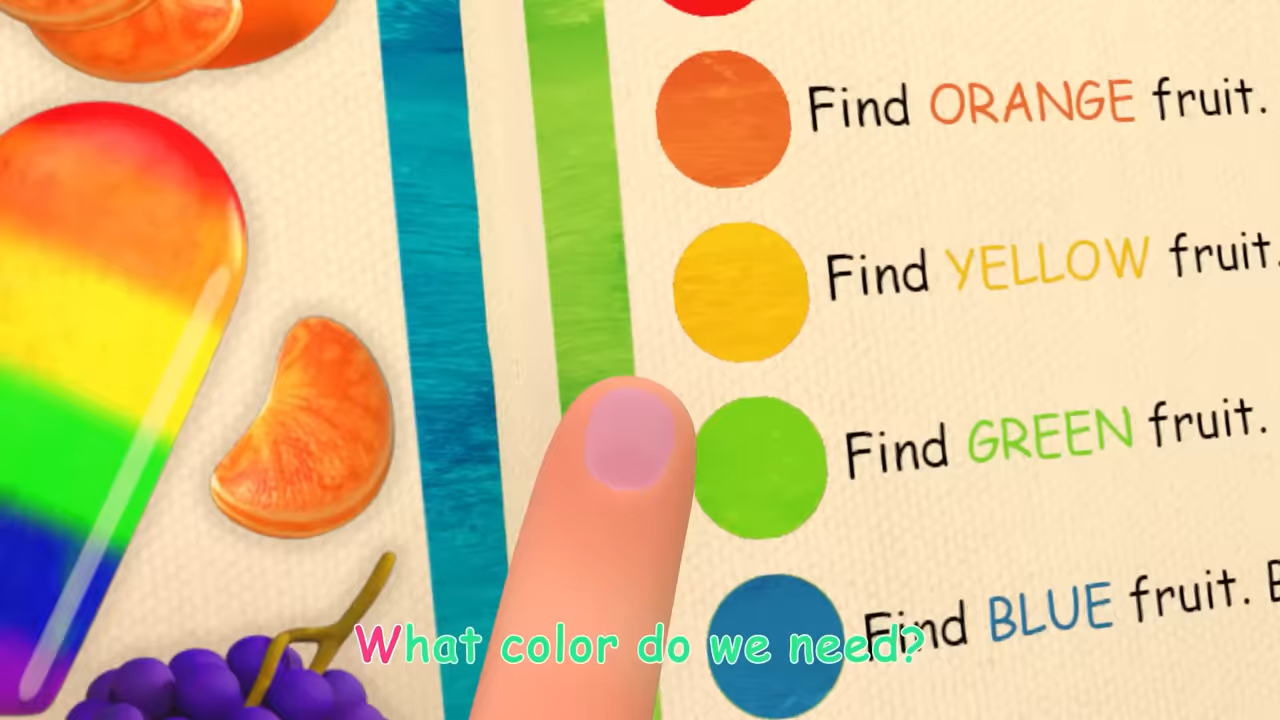 Find ORANGE fruit.
Find YELLOW fruit.
Find GREEN fruit.
Find BLUE fruit.
What color do we need?